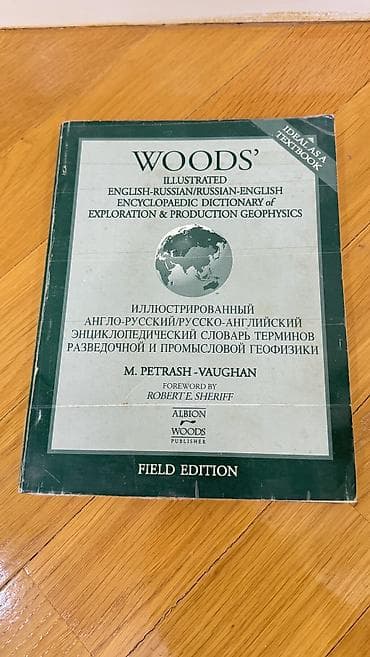 IDEAL AS A
TEXTBOOK
WOODS'
ILLUSTRATED
ENGLISH-RUSSIAN/RUSSIAN-ENGLISH
ENCYCLOPAEDIC DICTIONARY of
EXPLORATION & PRODUCTION GEOPHYSICS
ИЛЛЮСТРИРОВАННЫЙ
АНГЛО-РУССКИЙ/РУССКО-АНГЛИЙСКИЙ
ЭНЦИКЛОПЕДИЧЕСКИЙ СЛОВАРЬ ТЕРМИНОВ
РАЗВЕДОЧНОЙ И ПРОМЫСЛОВОЙ ГЕОФИЗИКИ
M. PETRASH-VAUGHAN
FOREWORD BY
ROBERT E. SHERIFF
ALBION
WOODS
PUBLISHER
FIELD EDITION